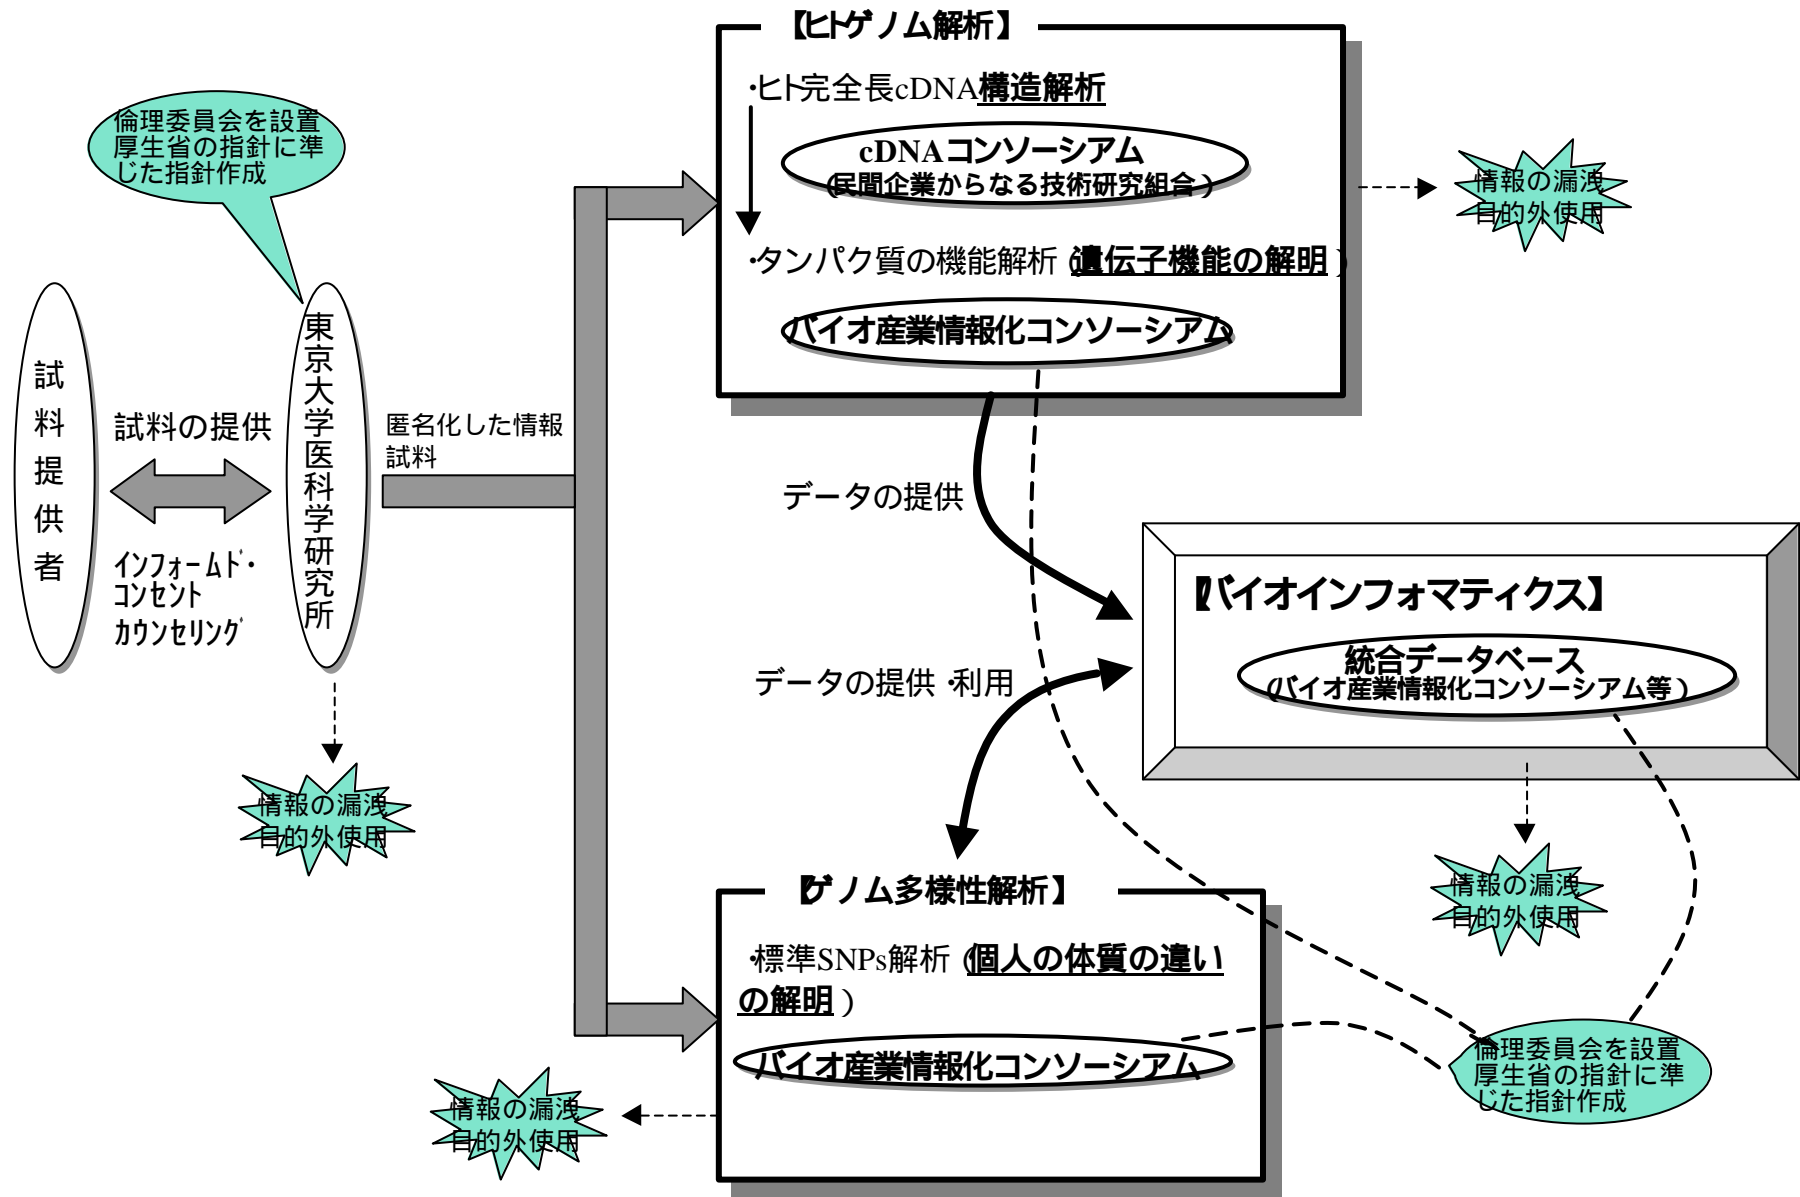 【ヒトゲノム解析】
・ヒト完全長cDNA構造解析
cDNAコンソーシアム
(民間企業からなる技術研究組合)
・タンパク質の機能解析(遺伝子機能の解明)
バイオ産業情報化コンソーシアム
倫理委員会を設置
厚生省の指針に準
じた指針作成
情報の漏洩
目的外使用
試料提供者
試料の提供
インフォームド・
コンセント
カウンセリング
東京大学医科学研究所
匿名化した情報
試料
データの提供
データの提供・利用
【バイオインフォマティクス】
統合データベース
(バイオ産業情報化コンソーシアム等)
情報の漏洩
目的外使用
情報の漏洩
目的外使用
【ゲノム多様性解析】
・標準SNPs解析(個人の体質の違い
の解明)
バイオ産業情報化コンソーシアム
情報の漏洩
目的外使用
倫理委員会を設置
厚生省の指針に準
じた指針作成